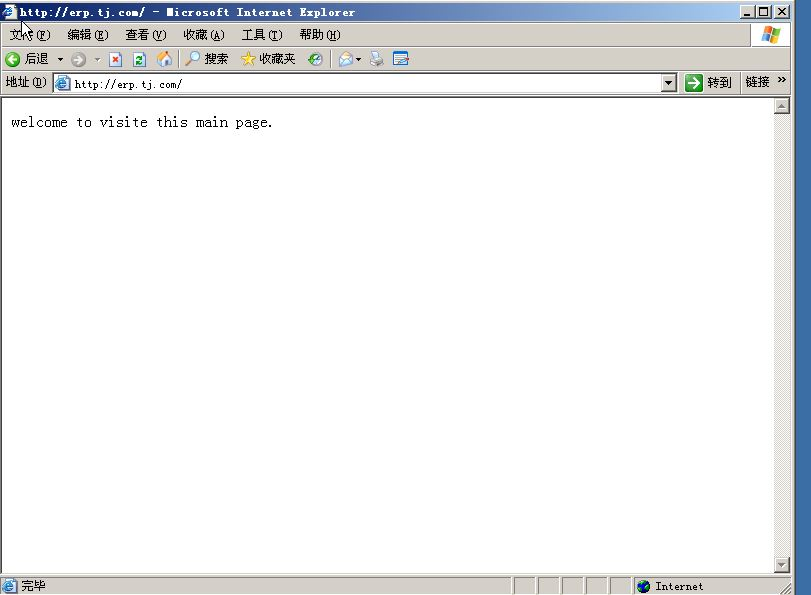 http://erp.tj.com/ - Microsoft Internet Explorer
文件(F) 编辑(E) 查看(V) 收藏(A) 工具(T) 帮助(H)
后退 搜索 收藏夹
地址(D) http://erp.tj.com/ 转到 链接 »
welcome to visite this main page.
完毕 Internet